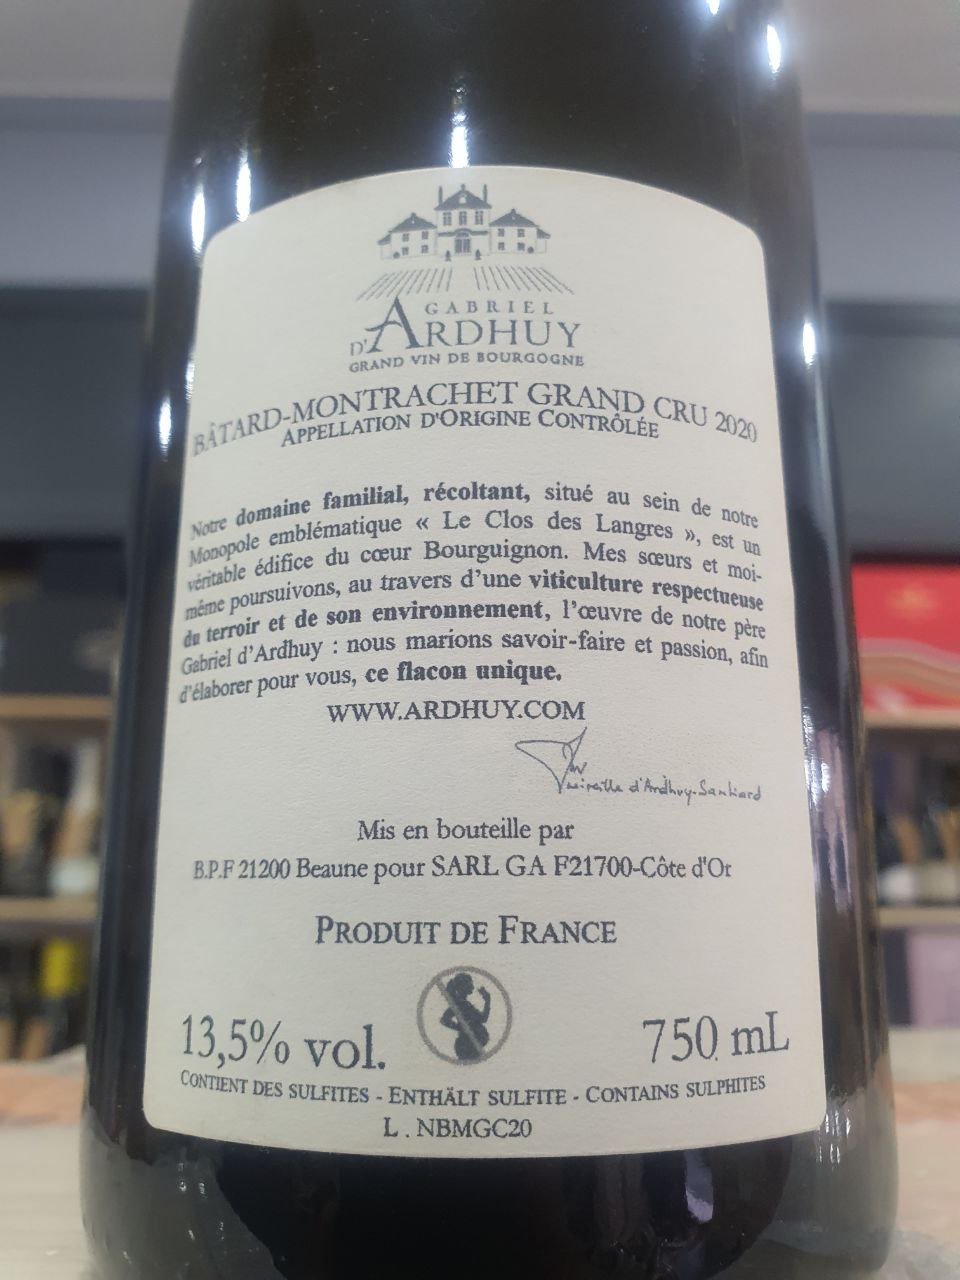 GABRIEL
D'ARDHUY
GRAND VIN DE BOURGOGNE
BÂTARD-MONTRACHET GRAND CRU 2020
APPELLATION D'ORIGINE CONTRÔLÉE
Notre domaine familial, récoltant, situé au sein de notre
Monopole emblématique « Le Clos des Langres », est un
véritable édifice du cœur Bourguignon. Mes sœurs et moi-
même poursuivons, au travers d'une viticulture respectueuse
du terroir et de son environnement, l'œuvre de notre père
Gabriel d'Ardhuy : nous marions savoir-faire et passion, afin
d'élaborer pour vous, ce flacon unique.
WWW.ARDHUY.COM
Mireille d'Ardhuy-Santiard
Mis en bouteille par
B.P.F 21200 Beaune pour SARL GA F21700-Côte d'Or
PRODUIT DE FRANCE
13,5% vol.
750 mL
CONTIENT DES SULFITES - ENTHÄLT SULFITE - CONTAINS SULPHITES
L . NBMGC20